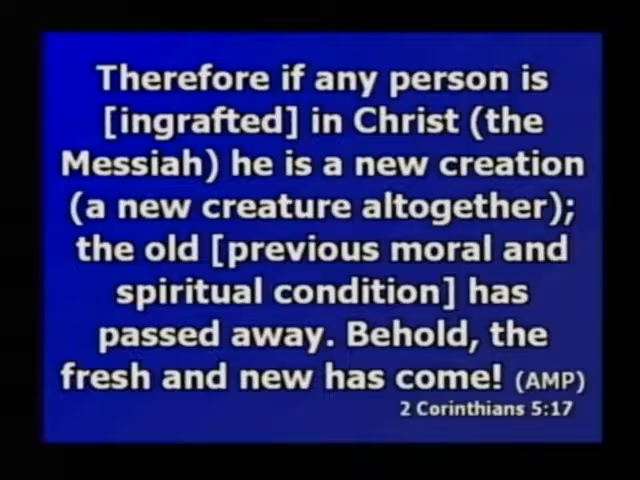 Therefore if any person is
[ingrafted] in Christ (the
Messiah) he is a new creation
(a new creature altogether);
the old [previous moral and
spiritual condition] has
passed away. Behold, the
fresh and new has come! (AMP)
2 Corinthians 5:17